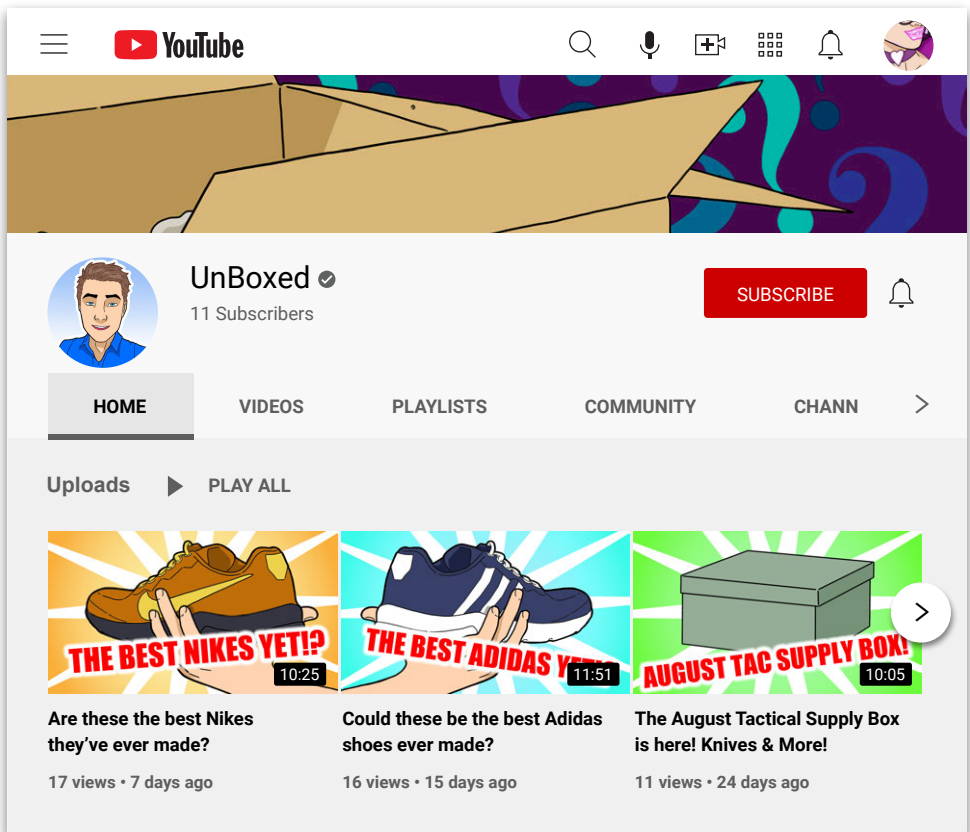 YouTube
UnBoxed
11 Subscribers
SUBSCRIBE
HOME VIDEOS PLAYLISTS COMMUNITY CHANN
Uploads PLAY ALL
THE BEST NIKES YET!?
10:25
THE BEST ADIDAS YET!?
11:51
AUGUST TAC SUPPLY BOX!
10:05
Are these the best Nikes
they’ve ever made?
17 views • 7 days ago
Could these be the best Adidas
shoes ever made?
16 views • 15 days ago
The August Tactical Supply Box
is here! Knives & More!
11 views • 24 days ago